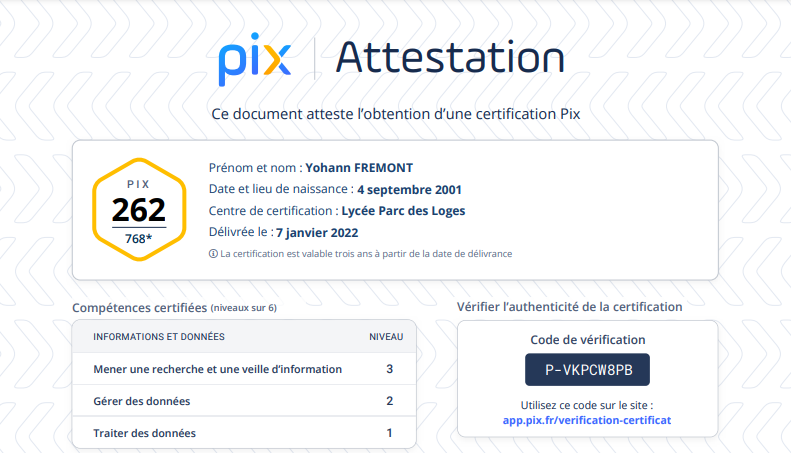 pix Attestation
Ce document atteste l’obtention d’une certification Pix
PIX
262
768*
Prénom et nom : Yohann FREMONT
Date et lieu de naissance : 4 septembre 2001
Centre de certification : Lycée Parc des Loges
Délivrée le : 7 janvier 2022
La certification est valable trois ans à partir de la date de délivrance
Compétences certifiées (niveaux sur 6)
INFORMATIONS ET DONNÉES NIVEAU
Mener une recherche et une veille d’information 3
Gérer des données 2
Traiter des données 1
Vérifier l’authenticité de la certification
Code de vérification
P-VKPCW8PB
Utilisez ce code sur le site :
app.pix.fr/verification-certificat